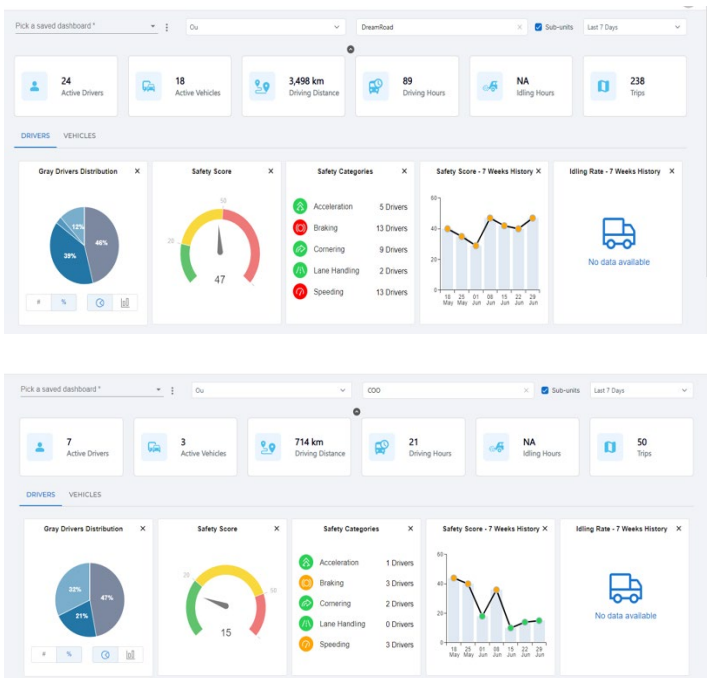 Pick a saved dashboard * Ou DreamRoad Sub-units Last 7 Days
24 18 3,498 km 89 NA 238
Active Drivers Active Vehicles Driving Distance Driving Hours Idling Hours Trips
DRIVERS VEHICLES
Gray Drivers Distribution Safety Score Safety Categories Safety Score - 7 Weeks History Idling Rate - 7 Weeks History
12%
46%
39%
# %
20
50
47
Acceleration 5 Drivers
Braking 13 Drivers
Cornering 9 Drivers
Lane Handling 2 Drivers
Speeding 13 Drivers
60
40
20
0
18 25 01 08 15 22 29
May May Jun Jun Jun Jun Jun
No data available
Pick a saved dashboard * Ou COO Sub-units Last 7 Days
7 3 714 km 21 NA 50
Active Drivers Active Vehicles Driving Distance Driving Hours Idling Hours Trips
DRIVERS VEHICLES
Gray Drivers Distribution Safety Score Safety Categories Safety Score - 7 Weeks History Idling Rate - 7 Weeks History
32%
47%
21%
# %
20
50
15
Acceleration 1 Drivers
Braking 3 Drivers
Cornering 2 Drivers
Lane Handling 0 Drivers
Speeding 3 Drivers
60
40
20
0
18 25 01 08 15 22 29
May May Jun Jun Jun Jun Jun
No data available